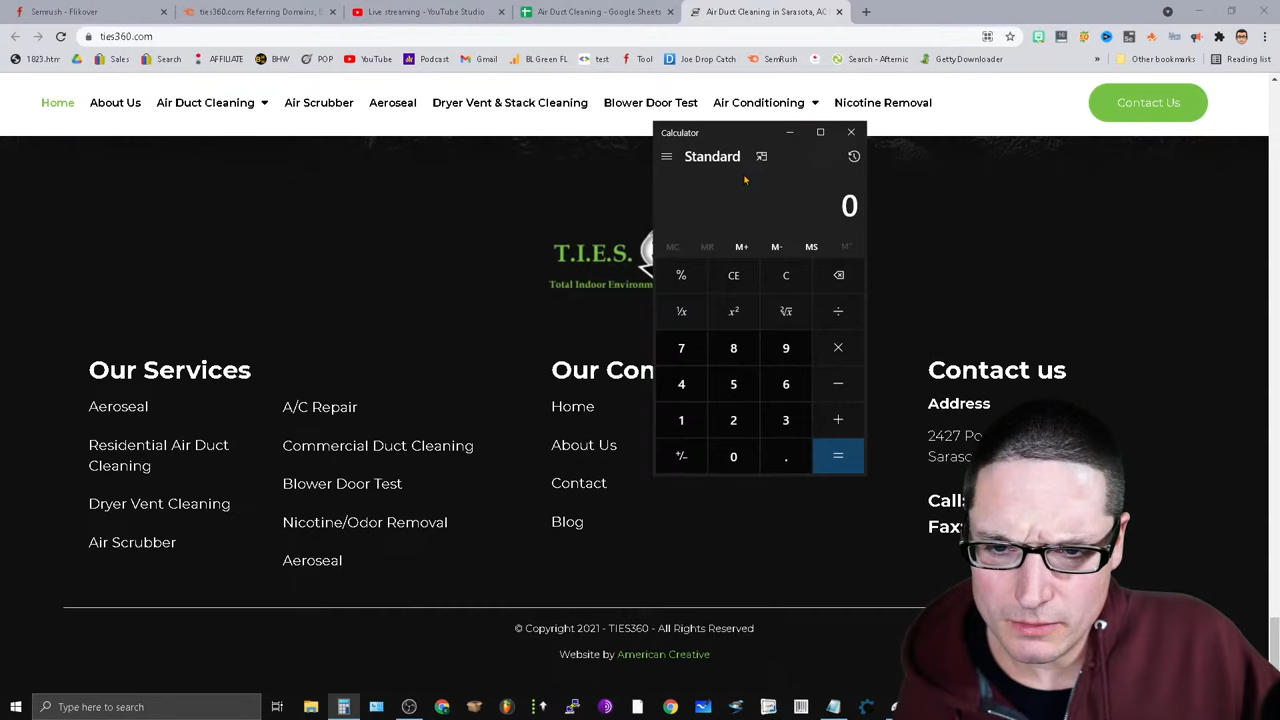 Semrush - Flikover
ties360.com: Referring Domains,
Live streaming - YouTube Studio
Air Duct Cleaning - Google Sheets
Air Duct Cleaning in Sarasota, AC
ties360.com
1823.htm
Sales
Search
AFFILIATE
BHW
POP
YouTube
Podcast
Gmail
BL Green FL
test
Tool
Joe Drop Catch
SEM Rush
Search - Afternic
GettyDownloader
»
Other bookmarks
Reading list
Home
About Us
Air Duct Cleaning
Air Scrubber
Aeroseal
Dryer Vent & Stack Cleaning
Blower Door Test
Air Conditioning
Nicotine Removal
Contact Us
Calculator
Standard
0
MC MR M+ M- MS M˅
% CE C
¹/x x² ²√x ÷
7 8 9 ×
4 5 6 −
1 2 3 +
+/− 0 . =
T.I.E.S.
Total Indoor Environm
Our Services
Aeroseal
Residential Air Duct
Cleaning
Dryer Vent Cleaning
Air Scrubber
A/C Repair
Commercial Duct Cleaning
Blower Door Test
Nicotine/Odor Removal
Aeroseal
Our Con
Home
About Us
Contact
Blog
Contact us
Address
2427 Po
Saraso
Call:
Fax:
© Copyright 2021 - TIES360 - All Rights Reserved
Website by American Creative
Type here to search